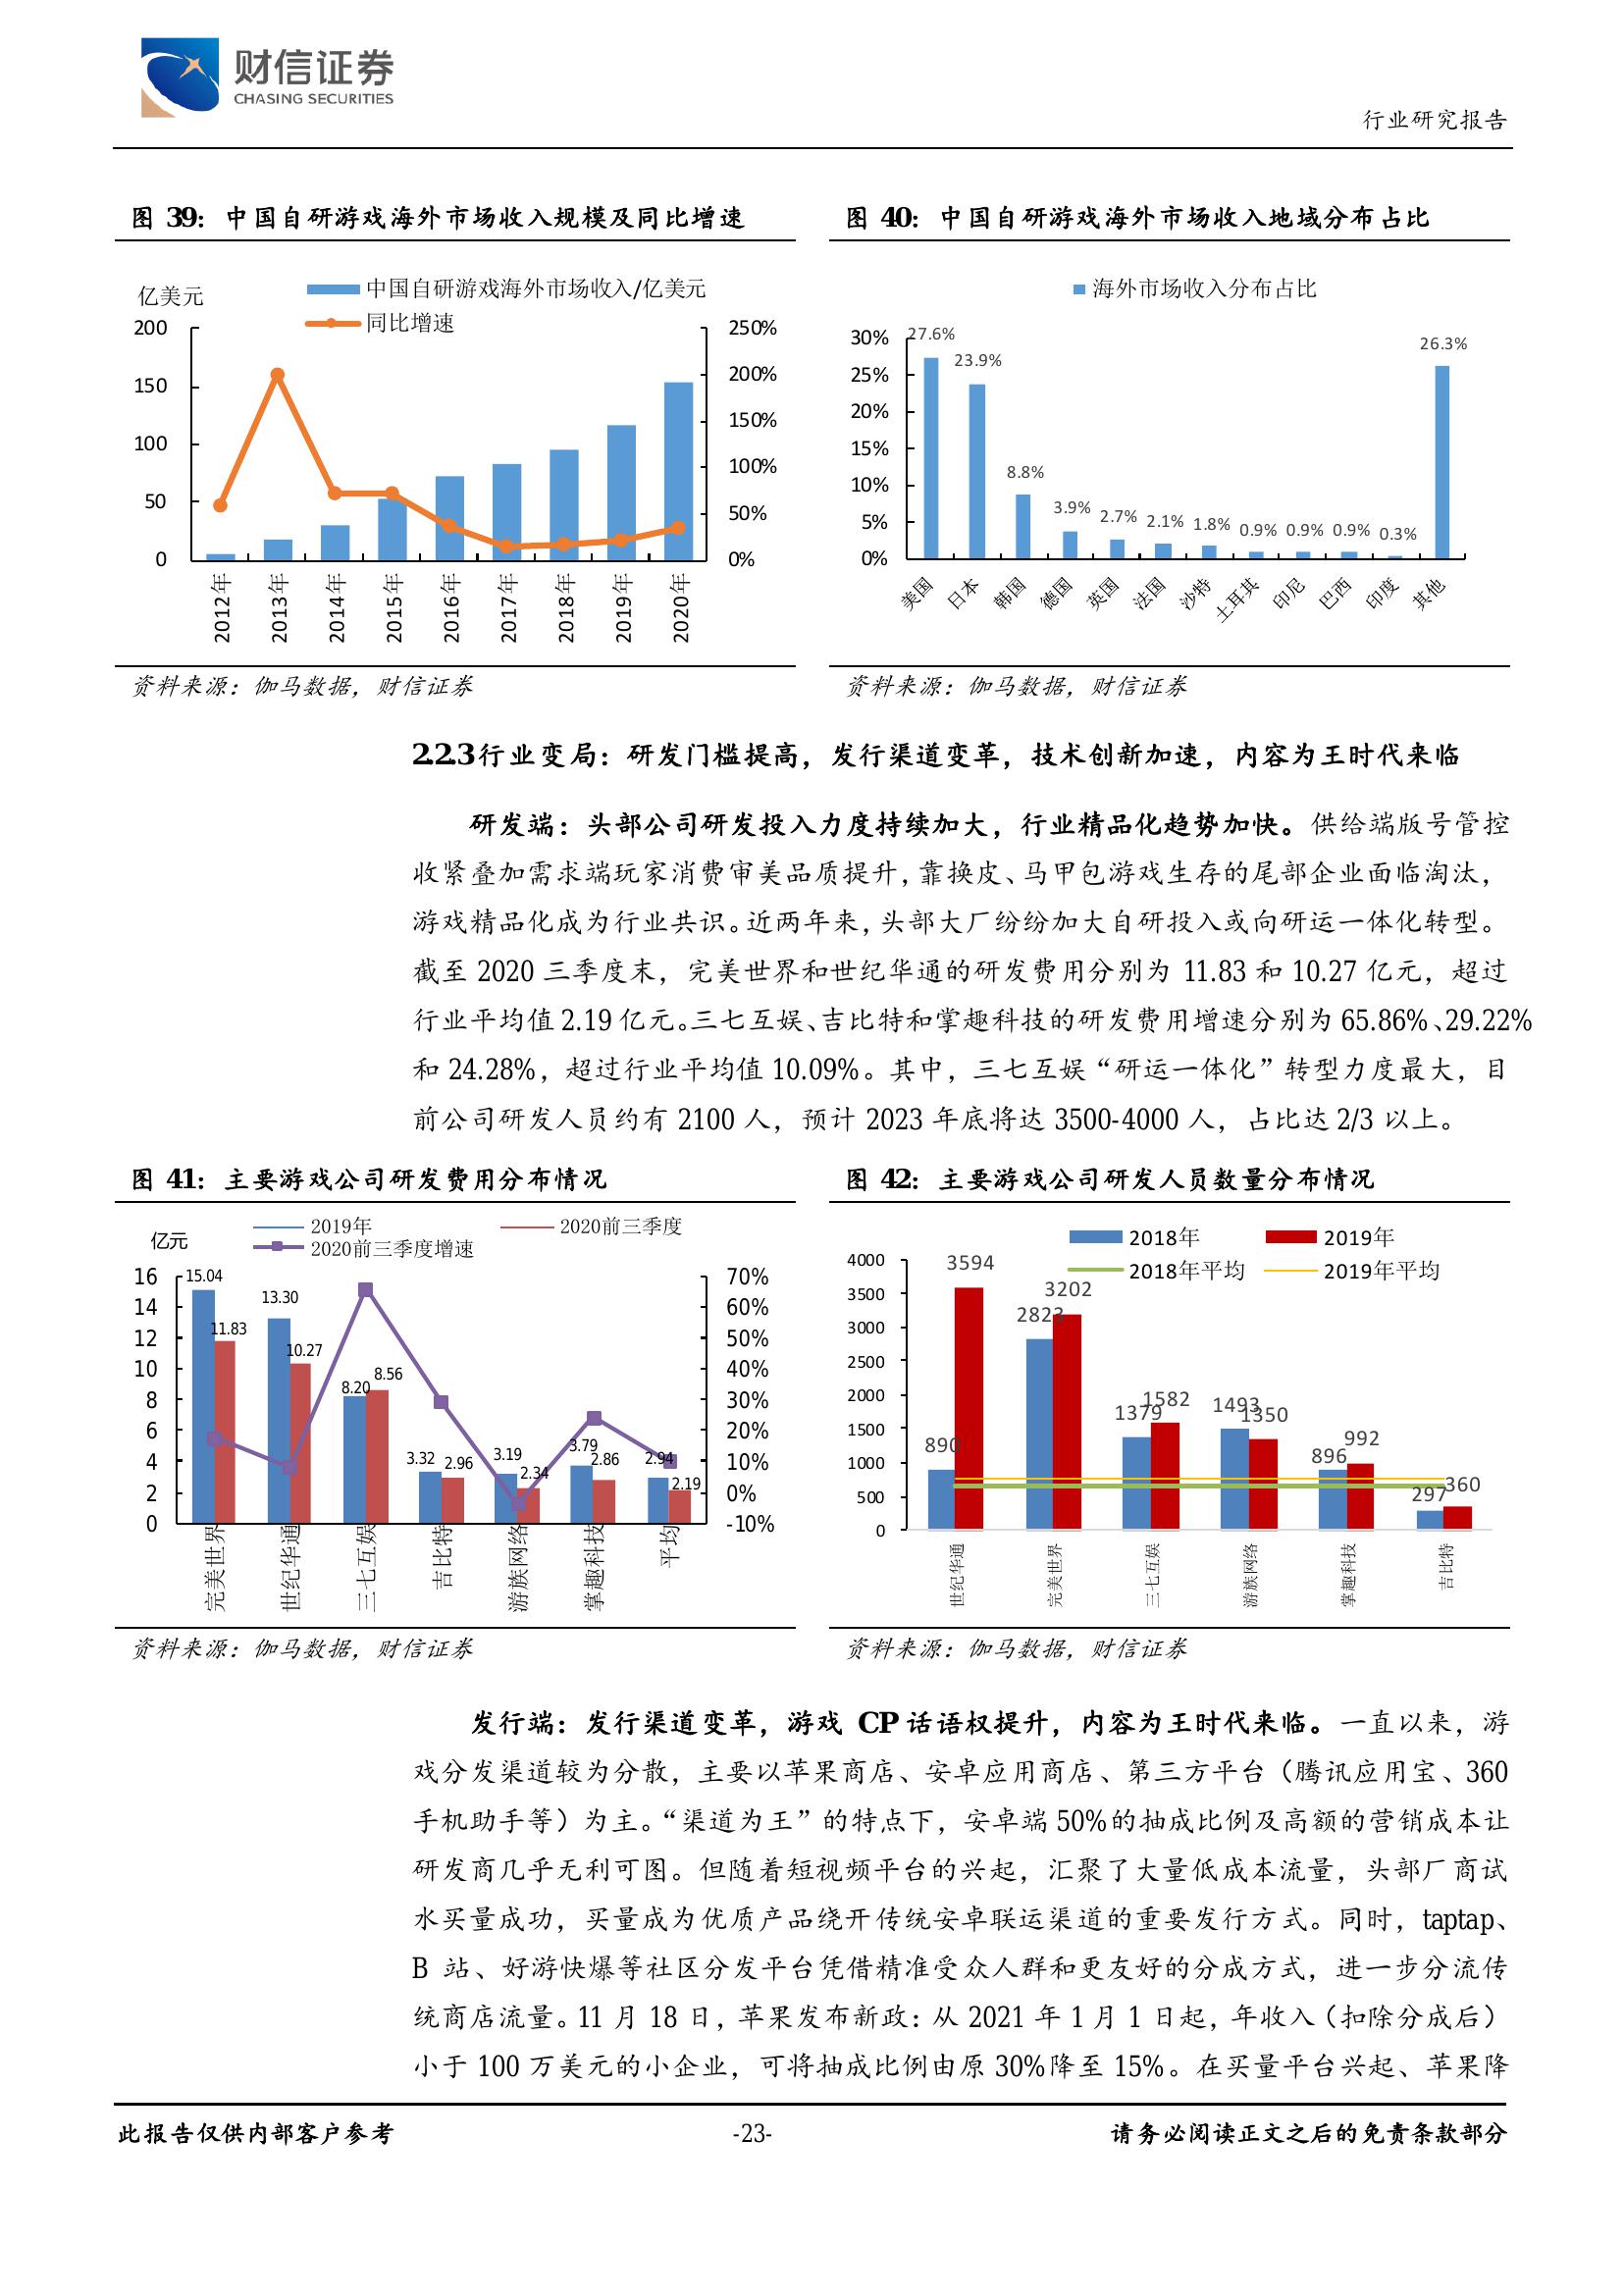 财信证券
CHASING SECURITIES
行业研究报告
图 39：中国自研游戏海外市场收入规模及同比增速
亿美元
中国自研游戏海外市场收入/亿美元
同比增速
200
150
100
50
0
250%
200%
150%
100%
50%
0%
2012年
2013年
2014年
2015年
2016年
2017年
2018年
2019年
2020年
资料来源：伽马数据，财信证券
图 40：中国自研游戏海外市场收入地域分布占比
海外市场收入分布占比
30%
25%
20%
15%
10%
5%
0%
27.6%
23.9%
8.8%
3.9%
2.7%
2.1%
1.8%
0.9%
0.9%
0.9%
0.3%
26.3%
美国
日本
韩国
德国
英国
法国
沙特
土耳其
印尼
巴西
印度
其他
资料来源：伽马数据，财信证券
2.2.3行业变局：研发门槛提高，发行渠道变革，技术创新加速，内容为王时代来临
研发端：头部公司研发投入力度持续加大，行业精品化趋势加快。供给端版号管控
收紧叠加需求端玩家消费审美品质提升，靠换皮、马甲包游戏生存的尾部企业面临淘汰，
游戏精品化成为行业共识。近两年来，头部大厂纷纷加大自研投入或向研运一体化转型。
截至 2020 三季度末，完美世界和世纪华通的研发费用分别为 11.83 和 10.27 亿元，超过
行业平均值 2.19 亿元。三七互娱、吉比特和掌趣科技的研发费用增速分别为 65.86%、29.22%
和 24.28%，超过行业平均值 10.09%。其中，三七互娱“研运一体化”转型力度最大，目
前公司研发人员约有 2100 人，预计 2023 年底将达 3500-4000 人，占比达 2/3 以上。
图 41：主要游戏公司研发费用分布情况
亿元
2019年
2020前三季度
2020前三季度增速
16
14
12
10
8
6
4
2
0
70%
60%
50%
40%
30%
20%
10%
0%
-10%
15.04
11.83
13.30
10.27
8.20
8.56
3.32
2.96
3.19
2.34
3.79
2.86
2.94
2.19
完美世界
世纪华通
三七互娱
吉比特
游族网络
掌趣科技
平均
资料来源：伽马数据，财信证券
图 42：主要游戏公司研发人员数量分布情况
2018年
2019年
2018年平均
2019年平均
4000
3500
3000
2500
2000
1500
1000
500
0
890
3594
2823
3202
1379
1582
1493
1350
896
992
297
360
世纪华通
完美世界
三七互娱
游族网络
掌趣科技
吉比特
资料来源：伽马数据，财信证券
发行端：发行渠道变革，游戏 CP 话语权提升，内容为王时代来临。一直以来，游
戏分发渠道较为分散，主要以苹果商店、安卓应用商店、第三方平台（腾讯应用宝、360
手机助手等）为主。“渠道为王”的特点下，安卓端 50%的抽成比例及高额的营销成本让
研发商几乎无利可图。但随着短视频平台的兴起，汇聚了大量低成本流量，头部厂商试
水买量成功，买量成为优质产品绕开传统安卓联运渠道的重要发行方式。同时，taptap、
B 站、好游快爆等社区分发平台凭借精准受众人群和更友好的分成方式，进一步分流传
统商店流量。11 月 18 日，苹果发布新政：从 2021 年 1 月 1 日起，年收入（扣除分成后）
小于 100 万美元的小企业，可将抽成比例由原 30%降至 15%。在买量平台兴起、苹果降
此报告仅供内部客户参考
-23-
请务必阅读正文之后的免责条款部分